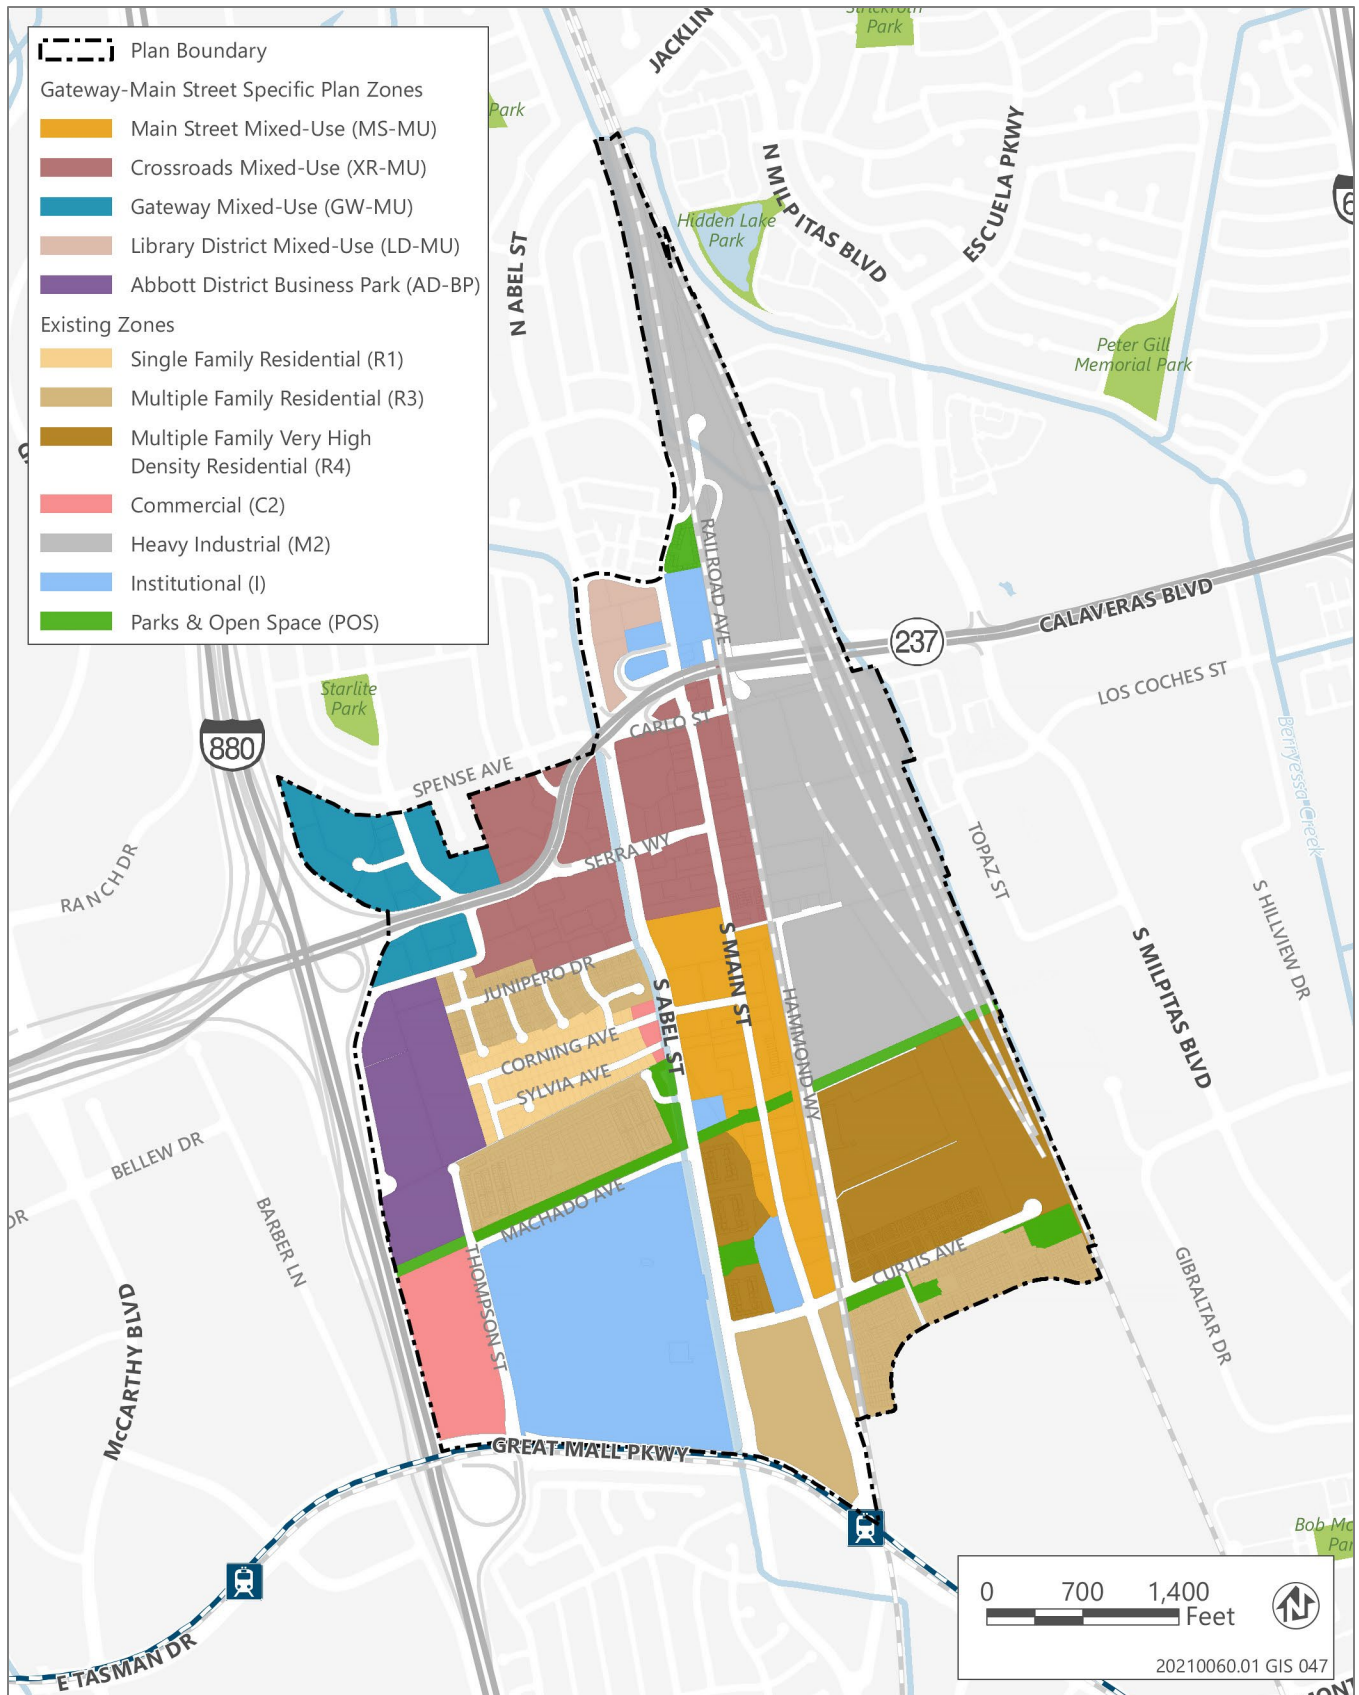 Plan Boundary
Gateway-Main Street Specific Plan Zones
Main Street Mixed-Use (MS-MU)
Crossroads Mixed-Use (XR-MU)
Gateway Mixed-Use (GW-MU)
Library District Mixed-Use (LD-MU)
Abbott District Business Park (AD-BP)
Existing Zones
Single Family Residential (R1)
Multiple Family Residential (R3)
Multiple Family Very High
Density Residential (R4)
Commercial (C2)
Heavy Industrial (M2)
Institutional (I)
Parks & Open Space (POS)
Park
JACKLIN
Park
N MILPITAS BLVD
ESCUELA PKWY
Hidden Lake
Park
N ABEL ST
Peter Gill
Memorial Park
RAILROAD AVE
CALAVERAS BLVD
237
LOS COCHES ST
Starlite
Park
880
CARLO ST
SPENSE AVE
Berryessa Creek
SERRA WY
TOPAZ ST
RANCH DR
S HILLVIEW DR
S MAIN ST
S MILPITAS BLVD
JUNIPERO DR
S ABEL ST
HAMMOND WY
CORNING AVE
SYLVIA AVE
BELLEW DR
MACHADO AVE
BARBER LN
DR
CURTIS AVE
THOMPSON ST
GIBRALTAR DR
McCARTHY BLVD
GREAT MALL PKWY
Bob Mc
Par
E TASMAN DR
0 700 1,400
Feet
N
20210060.01 GIS 047
MONT